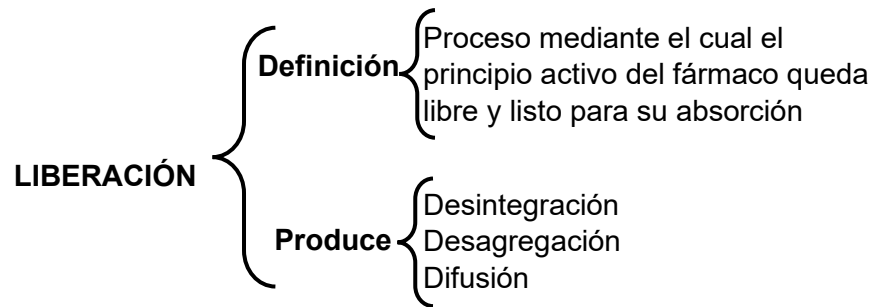 LIBERACIÓN
Definición
Proceso mediante el cual el
principio activo del fármaco queda
libre y listo para su absorción
Produce
Desintegración
Desagregación
Difusión